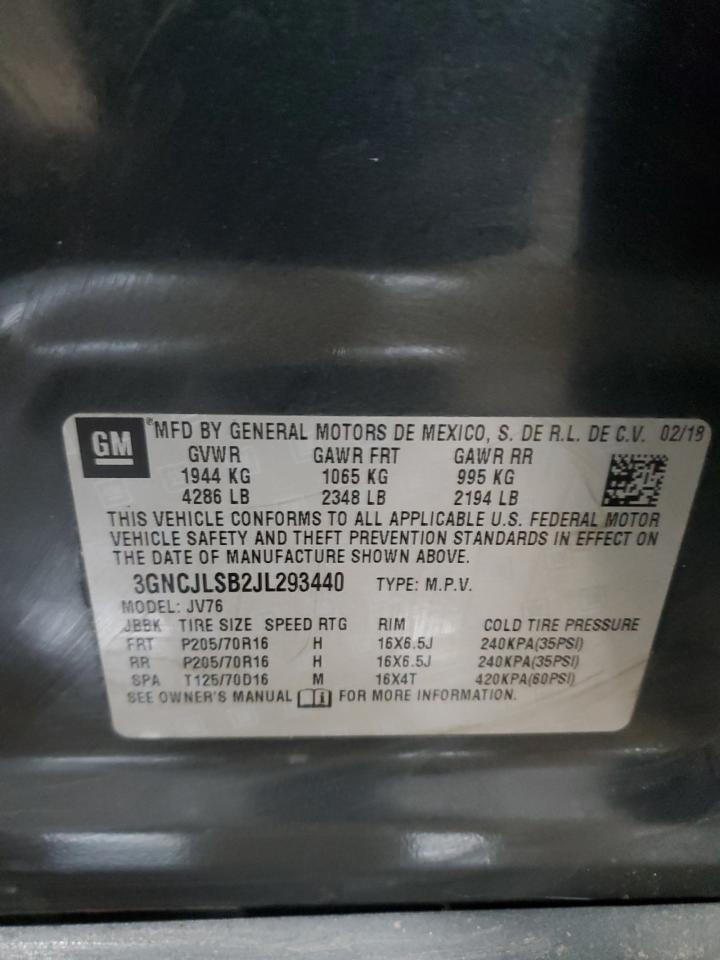 GM ®MFD BY GENERAL MOTORS DE MEXICO, S. DE R.L. DE C.V. 02/18
GVWR GAWR FRT GAWR RR
1944 KG 1065 KG 995 KG
4286 LB 2348 LB 2194 LB
THIS VEHICLE CONFORMS TO ALL APPLICABLE U.S. FEDERAL MOTOR
VEHICLE SAFETY AND THEFT PREVENTION STANDARDS IN EFFECT ON
THE DATE OF MANUFACTURE SHOWN ABOVE.
3GNCJLSB2JL293440 TYPE: M.P.V.
MODEL: JV76
JBBK TIRE SIZE SPEED RTG RIM COLD TIRE PRESSURE
FRT P205/70R16 H 16X6.5J 240KPA(35PSI)
RR P205/70R16 H 16X6.5J 240KPA(35PSI)
SPA T125/70D16 M 16X4T 420KPA(60PSI)
SEE OWNER'S MANUAL FOR MORE INFORMATION.